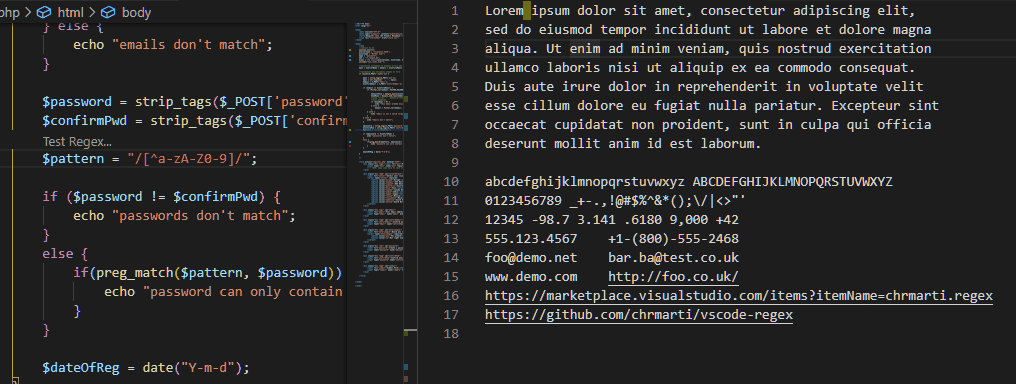 php > html > body
} else {
echo "emails don't match";
}
$password = strip_tags($_POST['password'
$confirmPwd = strip_tags($_POST['confirm
Test Regex...
$pattern = "/[^a-zA-Z0-9]/";
if ($password != $confirmPwd) {
echo "passwords don't match";
}
else {
if(preg_match($pattern, $password))
echo "password can only contain
}
}
$dateOfReg = date("Y-m-d");
1 Lorem ipsum dolor sit amet, consectetur adipiscing elit,
2 sed do eiusmod tempor incididunt ut labore et dolore magna
3 aliqua. Ut enim ad minim veniam, quis nostrud exercitation
4 ullamco laboris nisi ut aliquip ex ea commodo consequat.
5 Duis aute irure dolor in reprehenderit in voluptate velit
6 esse cillum dolore eu fugiat nulla pariatur. Excepteur sint
7 occaecat cupidatat non proident, sunt in culpa qui officia
8 deserunt mollit anim id est laborum.
9
10 abcdefghijklmnopqrstuvwxyz ABCDEFGHIJKLMNOPQRSTUVWXYZ
11 0123456789 _+-.,!@#$%^&*();\/|<>"'
12 12345 -98.7 3.141 .6180 9,000 +42
13 555.123.4567 +1-(800)-555-2468
14 foo@demo.net bar.ba@test.co.uk
15 www.demo.com http://foo.co.uk/
16 https://marketplace.visualstudio.com/items?itemName=chrmarti.regex
17 https://github.com/chrmarti/vscode-regex
18